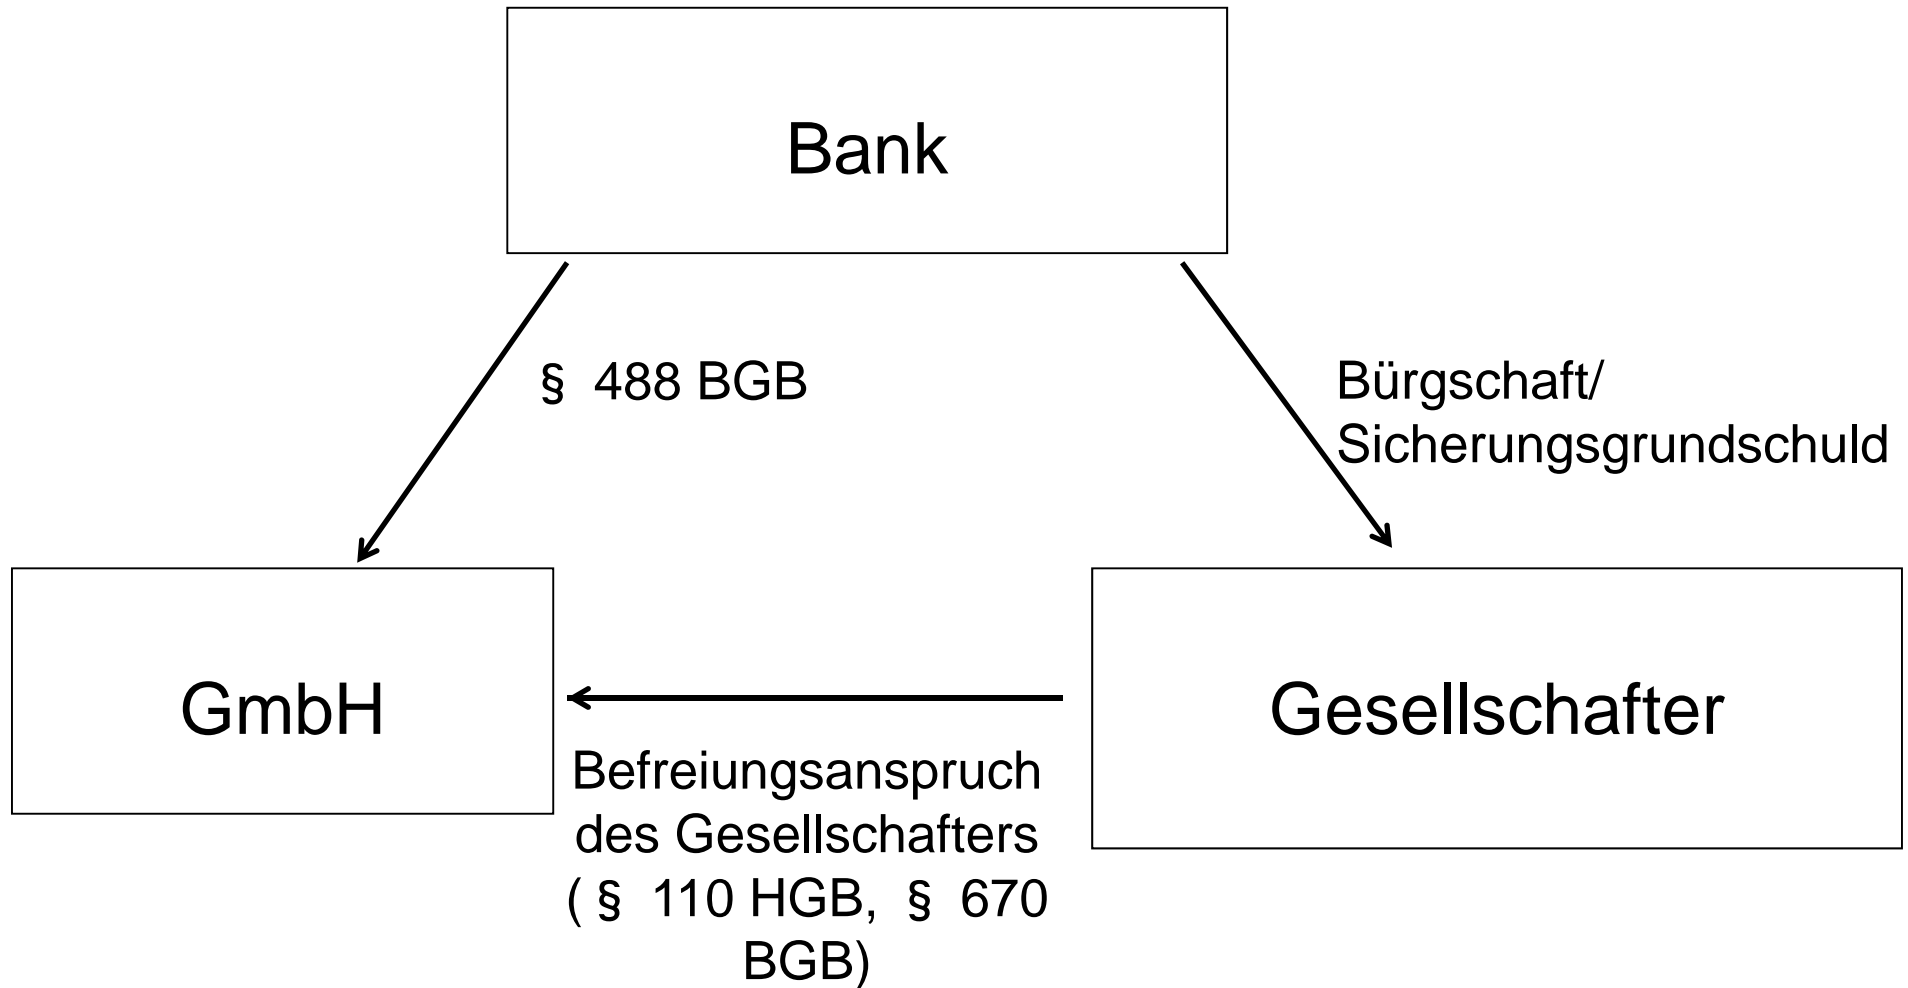 Bank
§ 488 BGB
Bürgschaft/
Sicherungsgrundschuld
GmbH
Gesellschafter
Befreiungsanspruch
des Gesellschafters
( § 110 HGB, § 670
BGB)